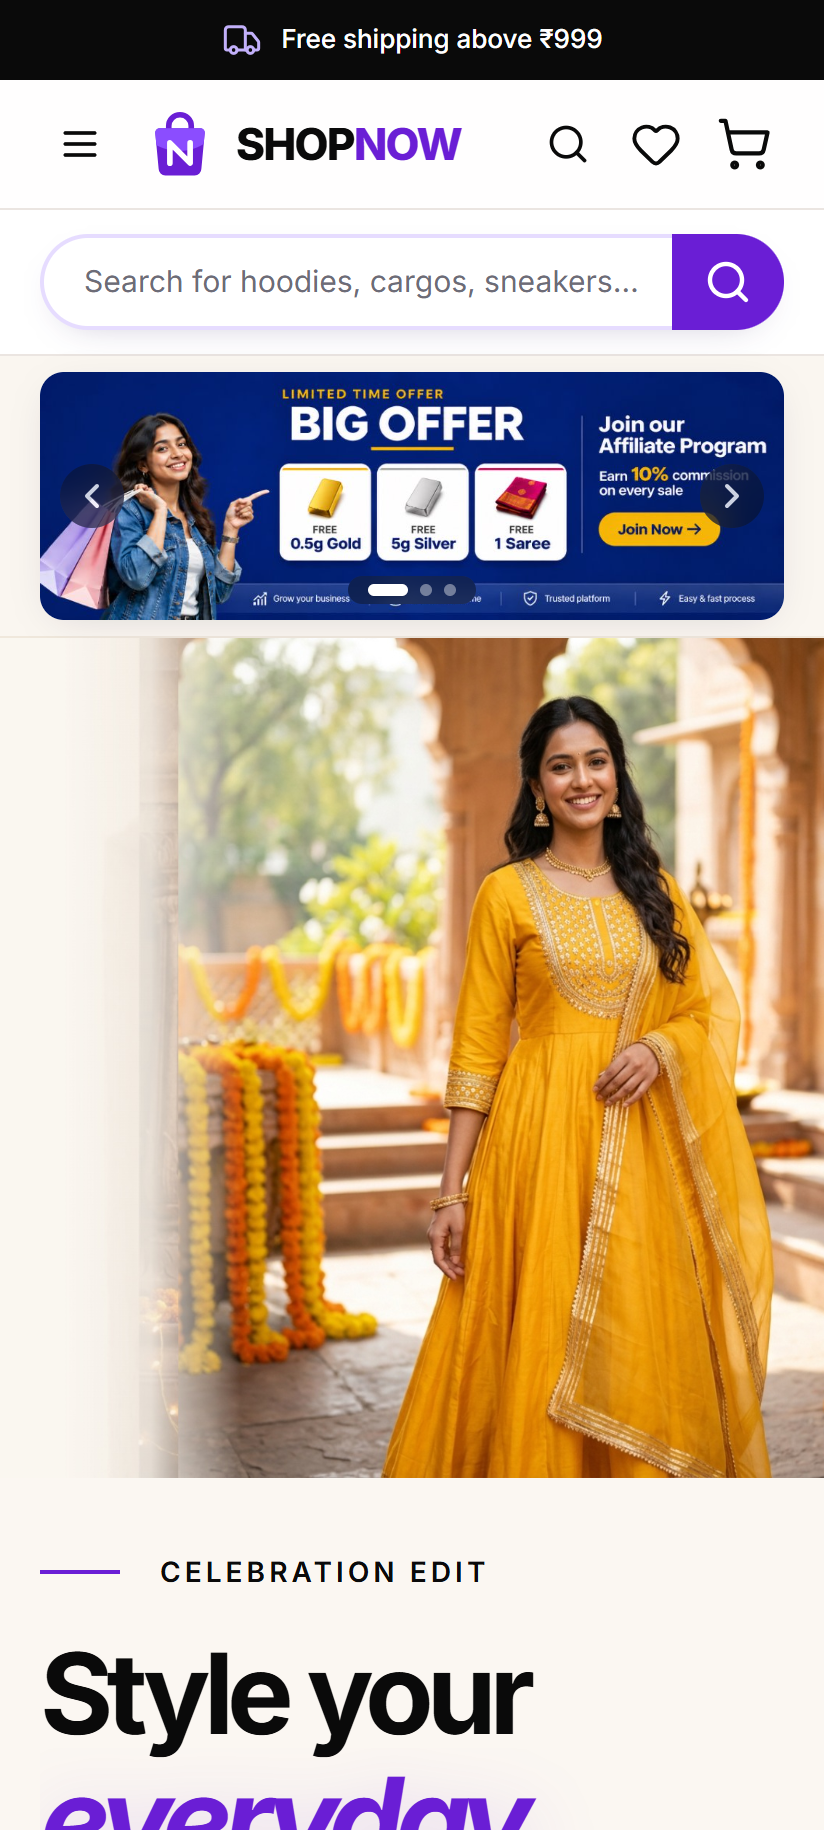 Free shipping above ₹999
SHOPNOW
Search for hoodies, cargos, sneakers...
LIMITED TIME OFFER
BIG OFFER
FREE
0.5g Gold
FREE
5g Silver
FREE
1 Saree
Join our
Affiliate Program
Earn 10% commission
on every sale
Join Now →
Grow your business
Trusted platform
Easy & fast process
CELEBRATION EDIT
Style your
everyday